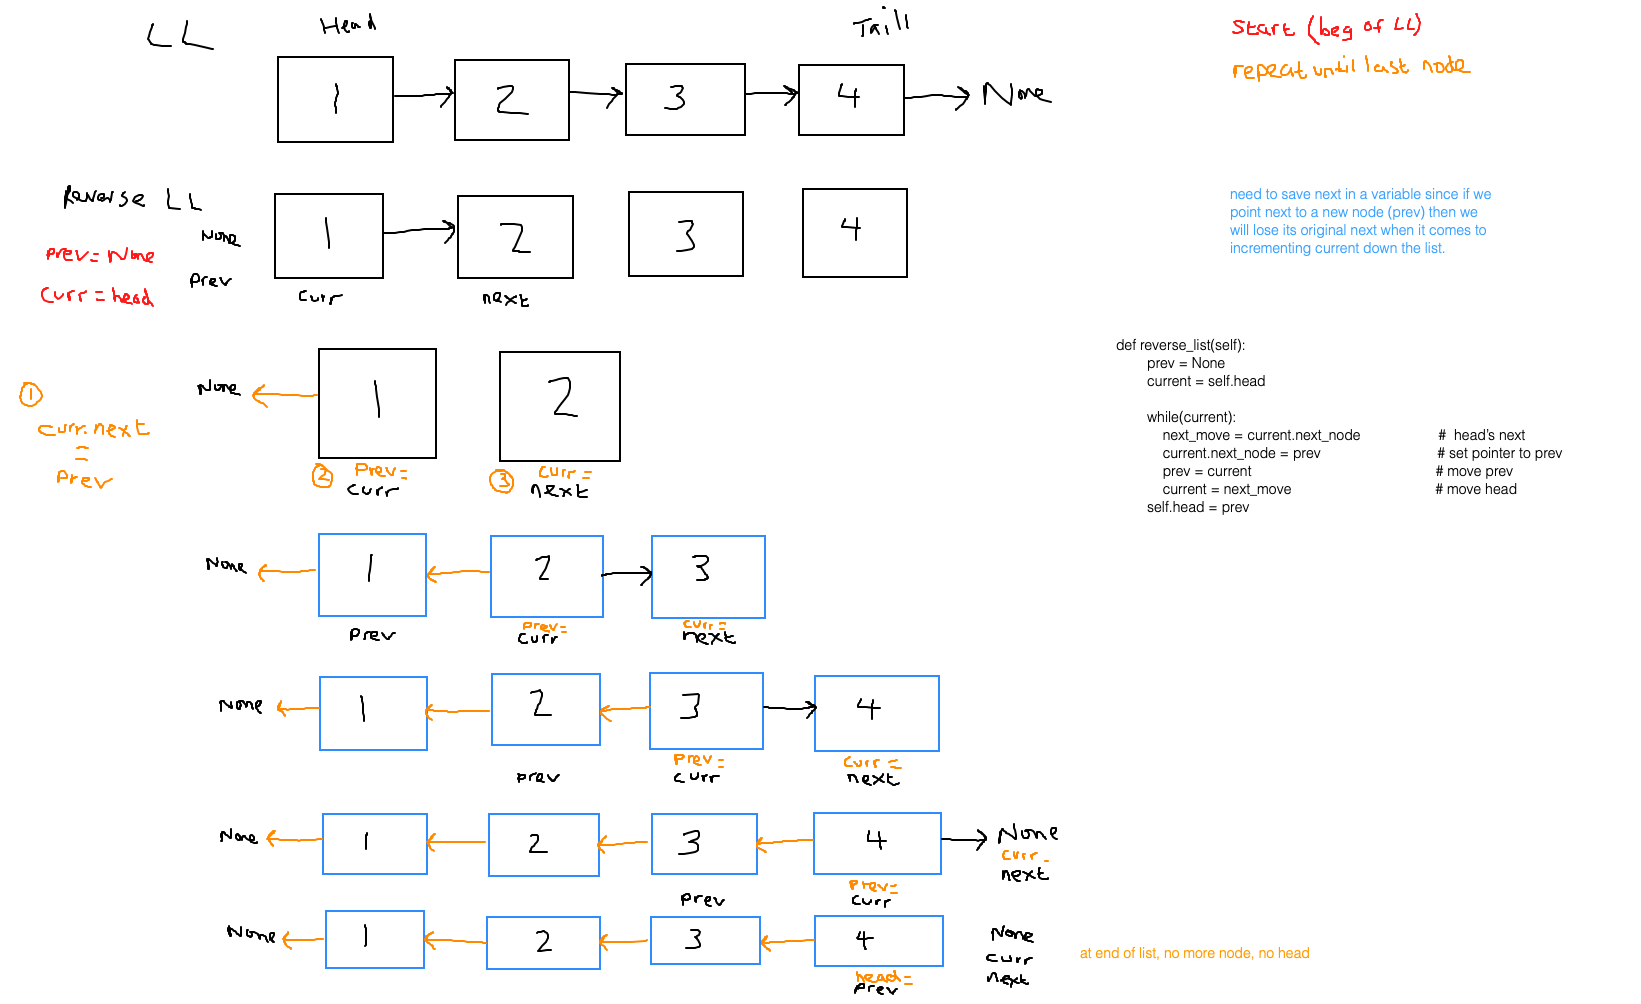 LL
Head
Taill
1
2
3
4
None
Start (beg of LL)
repeat until last node
Reverse LL
None
prev = None
prev
curr = head
1
curr
2
next
3
4
need to save next in a variable since if we
point next to a new node (prev) then we
will lose its original next when it comes to
incrementing current down the list.
1
curr.next
=
prev
None
1
2
2 prev =
curr
3 curr =
next
def reverse_list(self):
prev = None
current = self.head
while(current):
next_move = current.next_node # head's next
current.next_node = prev # set pointer to prev
prev = current # move prev
current = next_move # move head
self.head = prev
None
1
2
3
prev
prev =
curr
curr =
next
None
1
2
3
4
prev
prev =
curr
curr =
next
None
1
2
3
4
None
curr =
next
prev
prev =
curr
None
1
2
3
4
head =
prev
None
curr
next
at end of list, no more node, no head